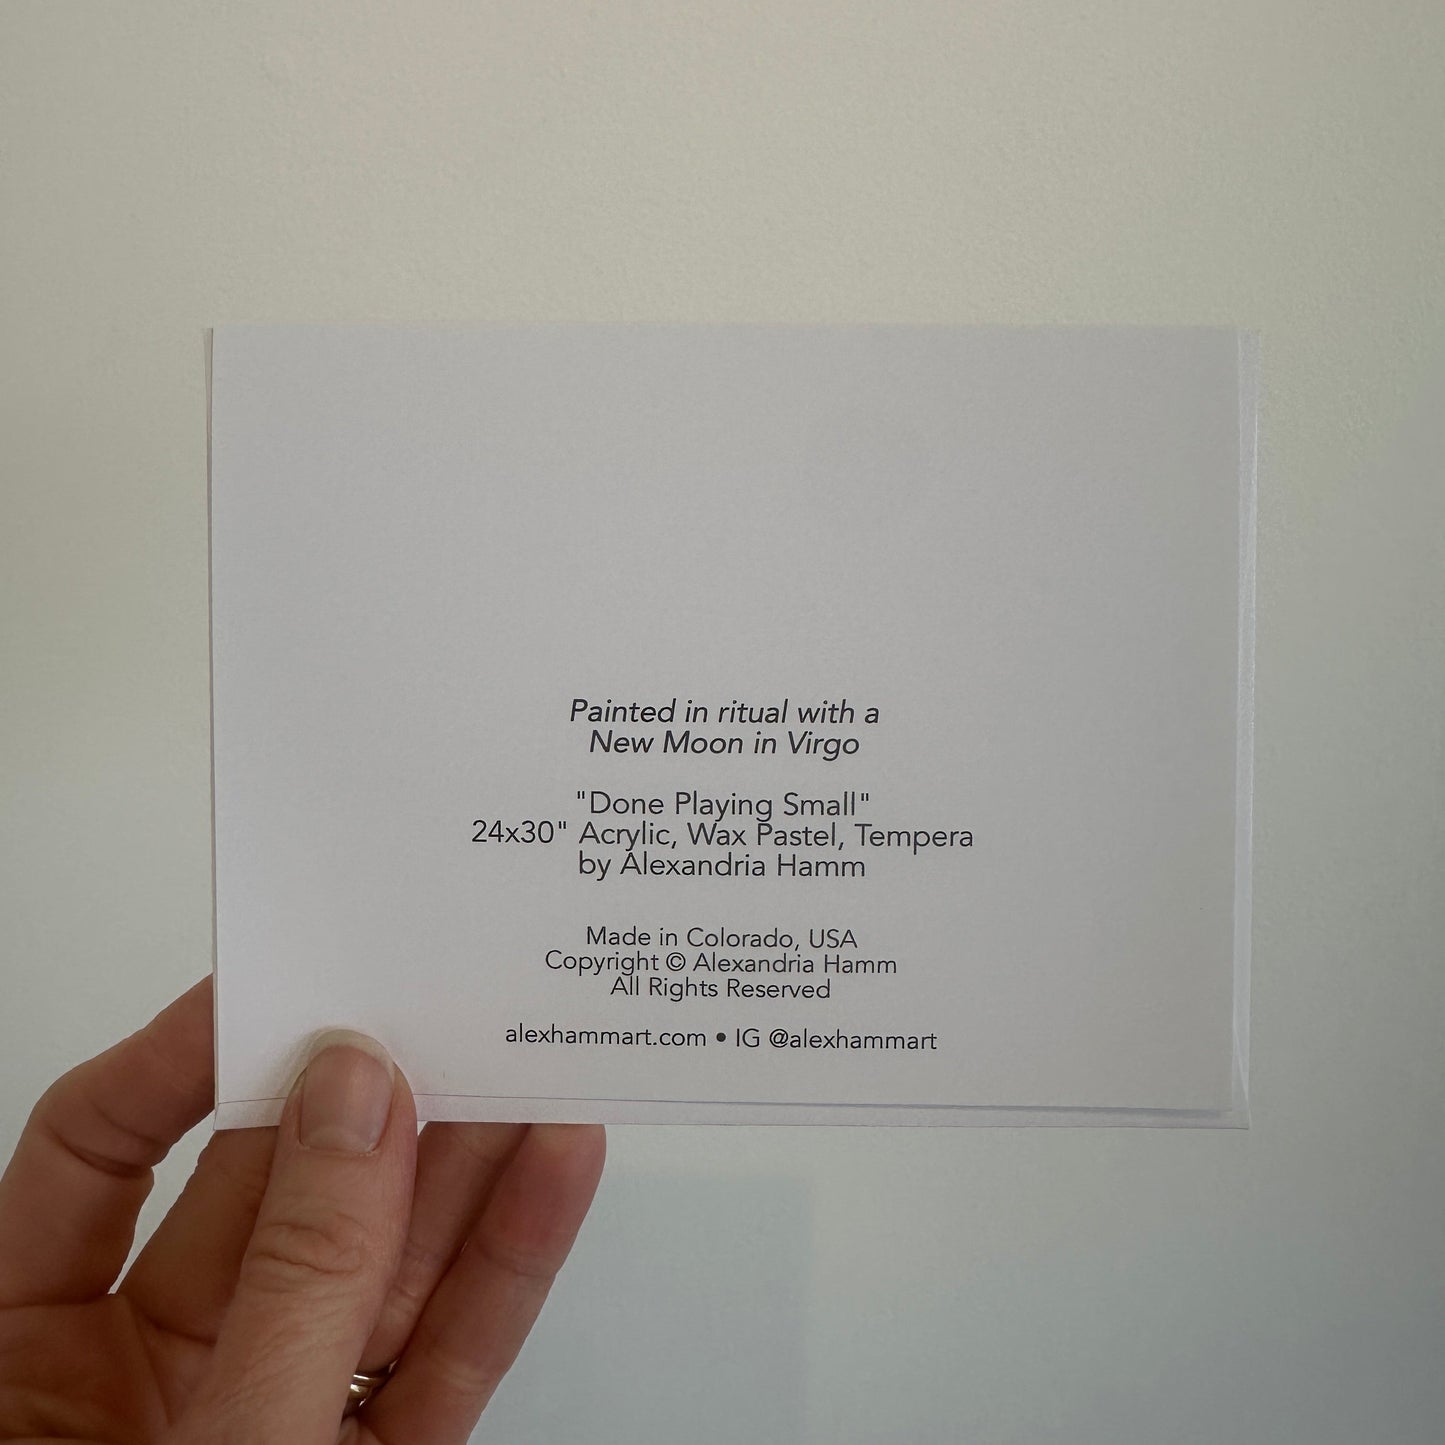 Painted in ritual with a
New Moon in Virgo
"Done Playing Small"
24x30" Acrylic, Wax Pastel, Tempera
by Alexandria Hamm
Made in Colorado, USA
Copyright © Alexandria Hamm
All Rights Reserved
alexhammart.com • IG @alexhammart